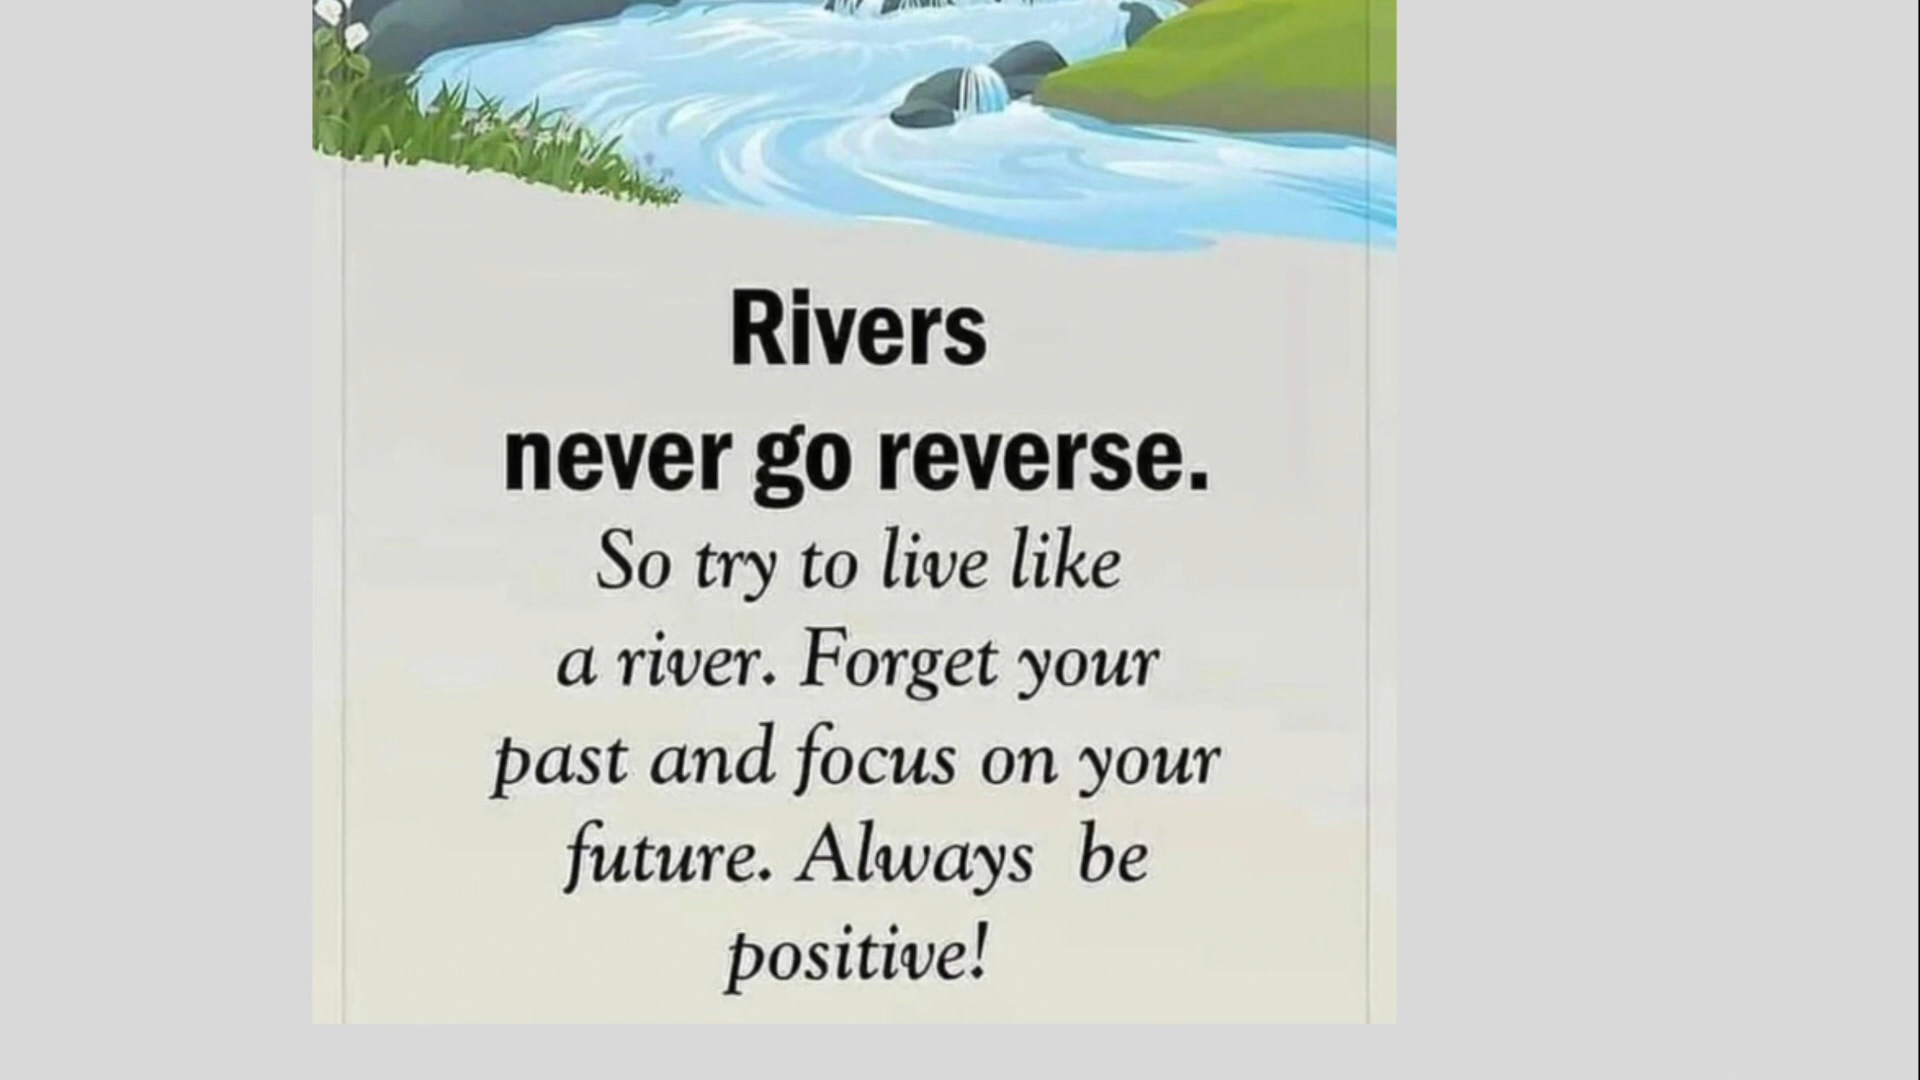 Rivers
never go reverse.
So try to live like
a river. Forget your
past and focus on your
future. Always be
positive!